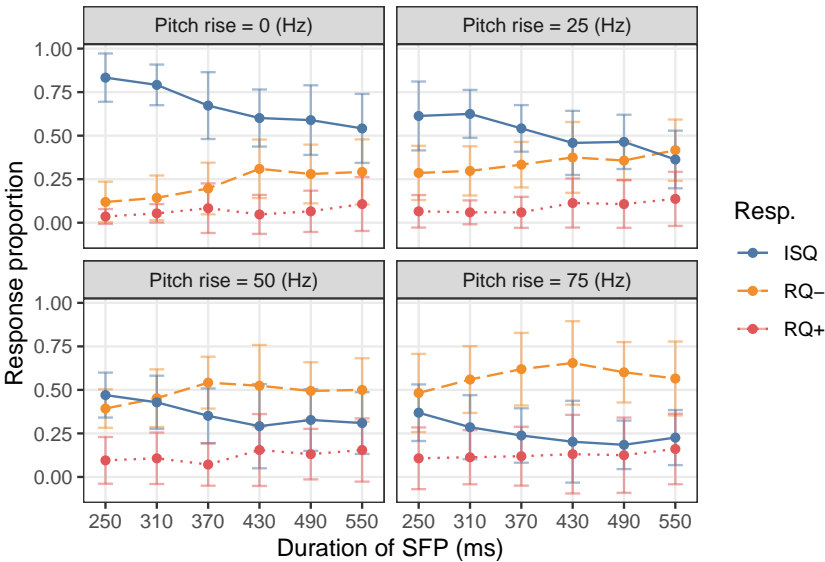 Pitch rise = 0 (Hz) Pitch rise = 25 (Hz)
1.00
0.75
0.50
0.25
0.00
Pitch rise = 50 (Hz) Pitch rise = 75 (Hz)
1.00
0.75
0.50
0.25
0.00
250 310 370 430 490 550 250 310 370 430 490 550
Duration of SFP (ms)
Response proportion
Resp.
ISQ
RQ−
RQ+